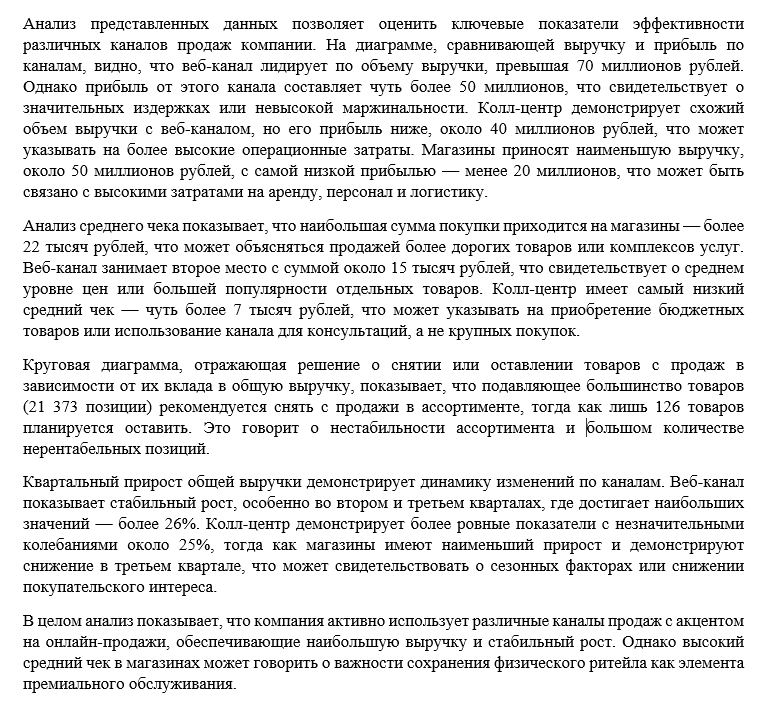 Анализ представленных данных позволяет оценить ключевые показатели эффективности
различных каналов продаж компании. На диаграмме, сравнивающей выручку и прибыль по
каналам, видно, что веб-канал лидирует по объему выручки, превышая 70 миллионов рублей.
Однако прибыль от этого канала составляет чуть более 50 миллионов, что свидетельствует о
значительных издержках или невысокой маржинальности. Колл-центр демонстрирует схожий
объем выручки с веб-каналом, но его прибыль ниже, около 40 миллионов рублей, что может
указывать на более высокие операционные затраты. Магазины приносят наименьшую выручку,
около 50 миллионов рублей, с самой низкой прибылью — менее 20 миллионов, что может быть
связано с высокими затратами на аренду, персонал и логистику.
Анализ среднего чека показывает, что наибольшая сумма покупки приходится на магазины — более
22 тысяч рублей, что может объясняться продажей более дорогих товаров или комплексов услуг.
Веб-канал занимает второе место с суммой около 15 тысяч рублей, что свидетельствует о среднем
уровне цен или большей популярности отдельных товаров. Колл-центр имеет самый низкий
средний чек — чуть более 7 тысяч рублей, что может указывать на приобретение бюджетных
товаров или использование канала для консультаций, а не крупных покупок.
Круговая диаграмма, отражающая решение о снятии или оставлении товаров с продаж в
зависимости от их вклада в общую выручку, показывает, что подавляющее большинство товаров
(21 373 позиции) рекомендуется снять с продажи в ассортименте, тогда как лишь 126 товаров
планируется оставить. Это говорит о нестабильности ассортимента и большом количестве
нерентабельных позиций.
Квартальный прирост общей выручки демонстрирует динамику изменений по каналам. Веб-канал
показывает стабильный рост, особенно во втором и третьем кварталах, где достигает наибольших
значений — более 26%. Колл-центр демонстрирует более ровные показатели с незначительными
колебаниями около 25%, тогда как магазины имеют наименьший прирост и демонстрируют
снижение в третьем квартале, что может свидетельствовать о сезонных факторах или снижении
покупательского интереса.
В целом анализ показывает, что компания активно использует различные каналы продаж с акцентом
на онлайн-продажи, обеспечивающие наибольшую выручку и стабильный рост. Однако высокий
средний чек в магазинах может говорить о важности сохранения физического ритейла как элемента
премиального обслуживания.